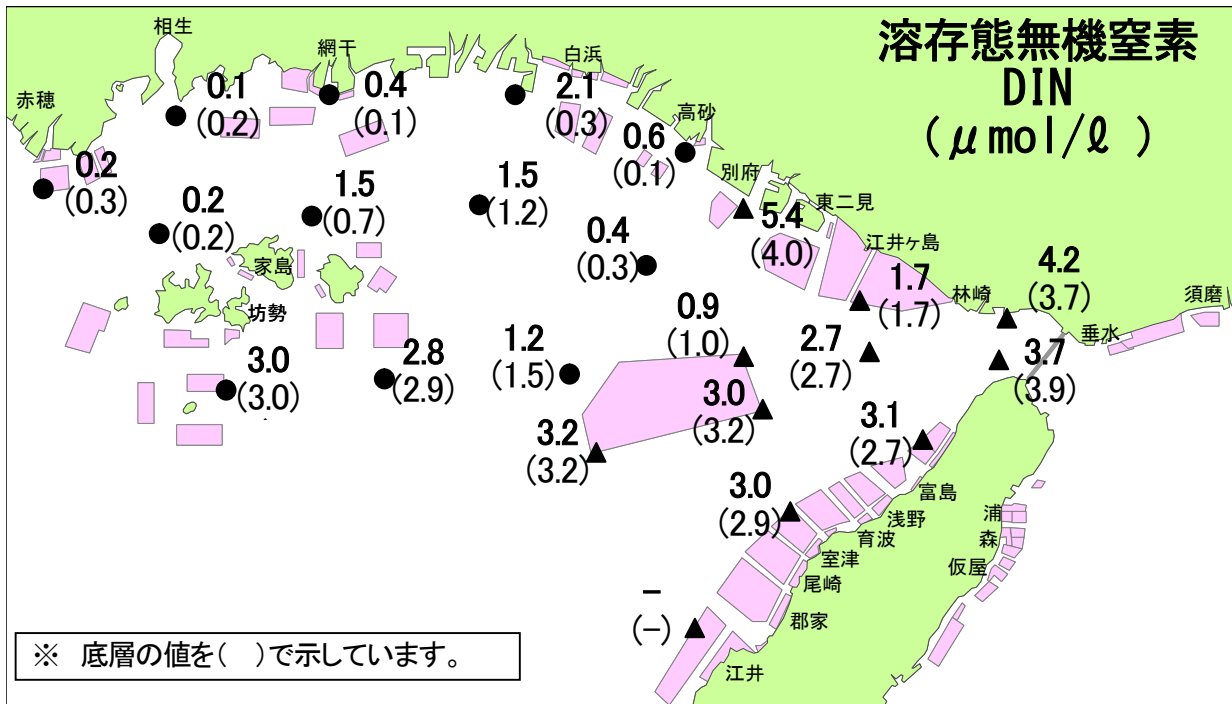 溶存態無機窒素
DIN
(μmol/ℓ )
相生
網干
白浜
赤穂
高砂
別府
東二見
江井ヶ島
林崎
須磨
垂水
家島
坊勢
0.1
(0.2)
0.4
(0.1)
2.1
(0.3)
0.6
(0.1)
0.2
(0.3)
0.2
(0.2)
1.5
(0.7)
1.5
(1.2)
0.4
(0.3)
5.4
(4.0)
1.7
(1.7)
4.2
(3.7)
3.7
(3.9)
2.7
(2.7)
0.9
(1.0)
1.2
(1.5)
2.8
(2.9)
3.0
(3.0)
3.0
(3.2)
3.2
(3.2)
3.1
(2.7)
3.0
(2.9)
−
(−)
富島
浅野
育波
室津
尾崎
郡家
江井
浦
森
仮屋
※ 底層の値を( )で示しています。